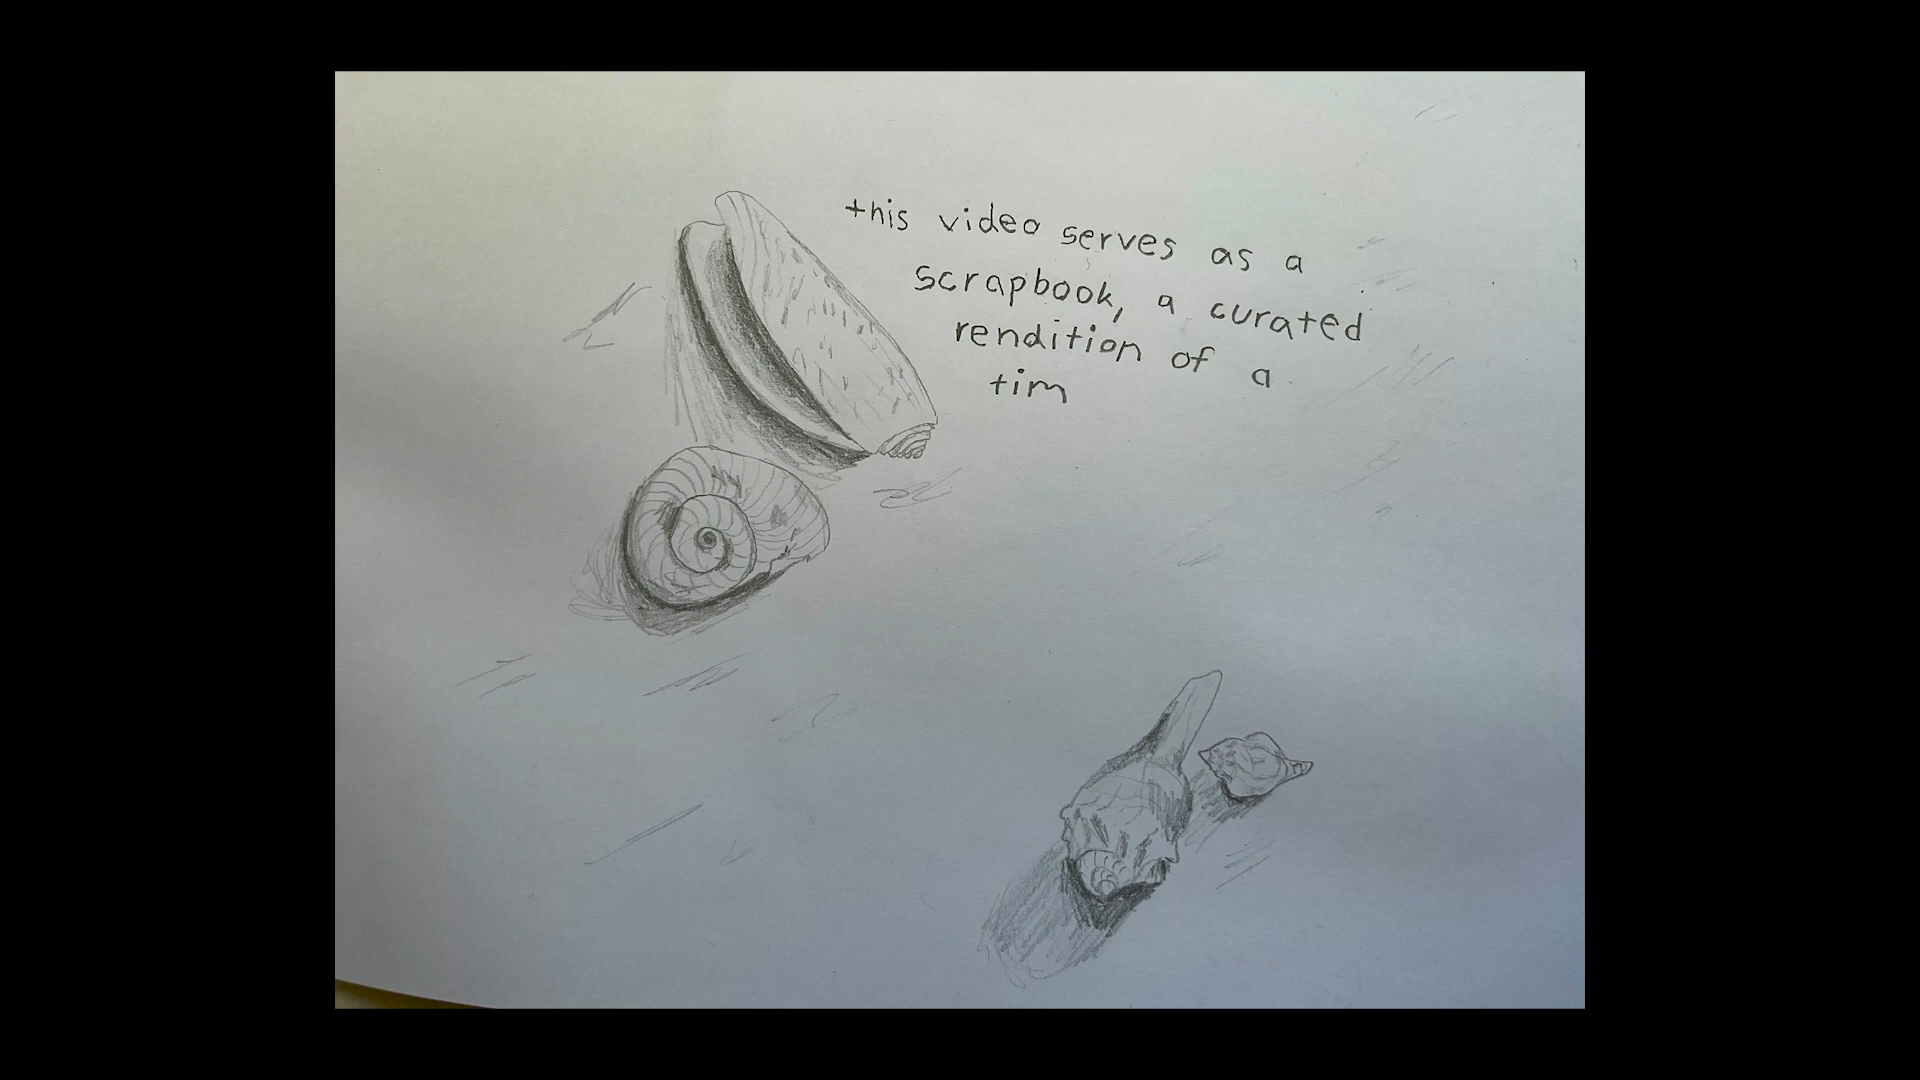 this video serves as a
scrapbook, a curated
rendition of a
tim